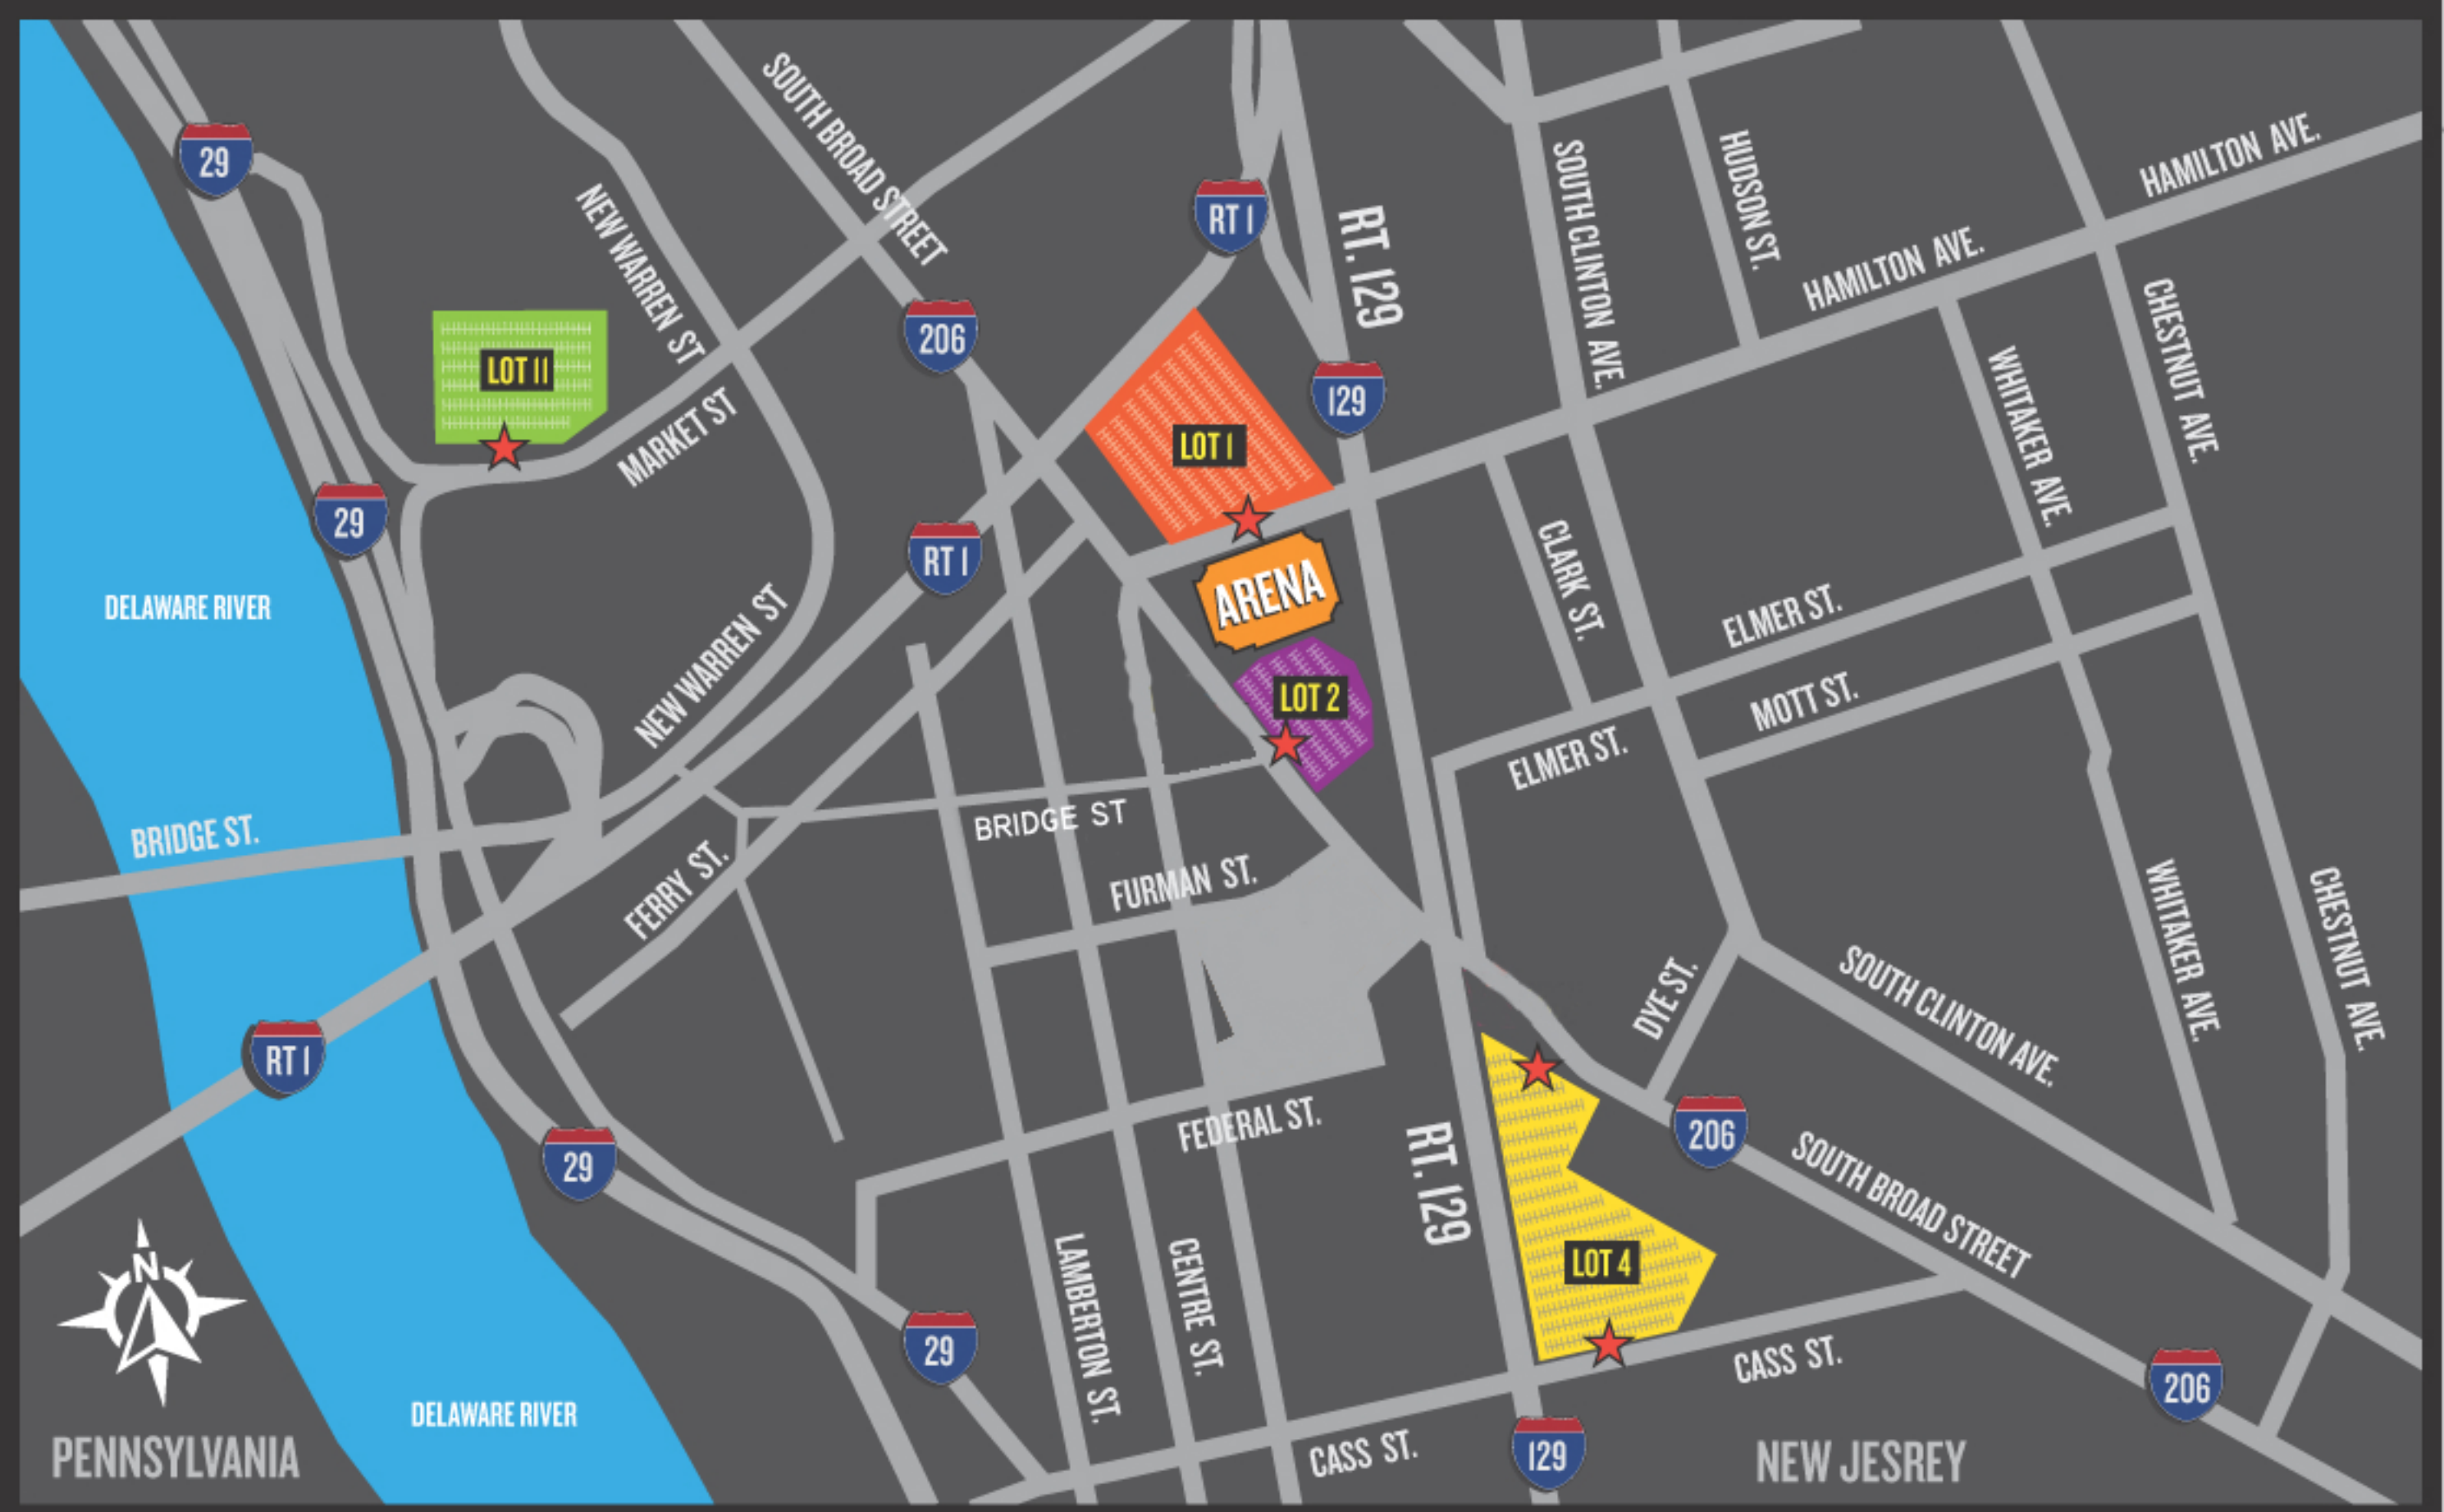 SOUTH BROAD STREET
29
HUDSON ST.
HAMILTON AVE.
SOUTH CLINTON AVE.
NEW WARREN ST
RT 1
RT. 129
HAMILTON AVE.
206
LOT 11
129
CHESTNUT AVE.
WHITAKER AVE.
MARKET ST
LOT 1
29
RT 1
CLARK ST.
ARENA
DELAWARE RIVER
ELMER ST.
NEW WARREN ST
LOT 2
MOTT ST.
ELMER ST.
BRIDGE ST.
BRIDGE ST
FERRY ST.
FURMAN ST.
WHITAKER AVE.
CHESTNUT AVE.
DYE ST.
SOUTH CLINTON AVE.
RT 1
FEDERAL ST.
206
29
RT. 129
SOUTH BROAD STREET
N
LOT 4
LAMBERTON ST.
CENTRE ST.
29
CASS ST.
206
DELAWARE RIVER
PENNSYLVANIA
CASS ST.
129
NEW JESREY